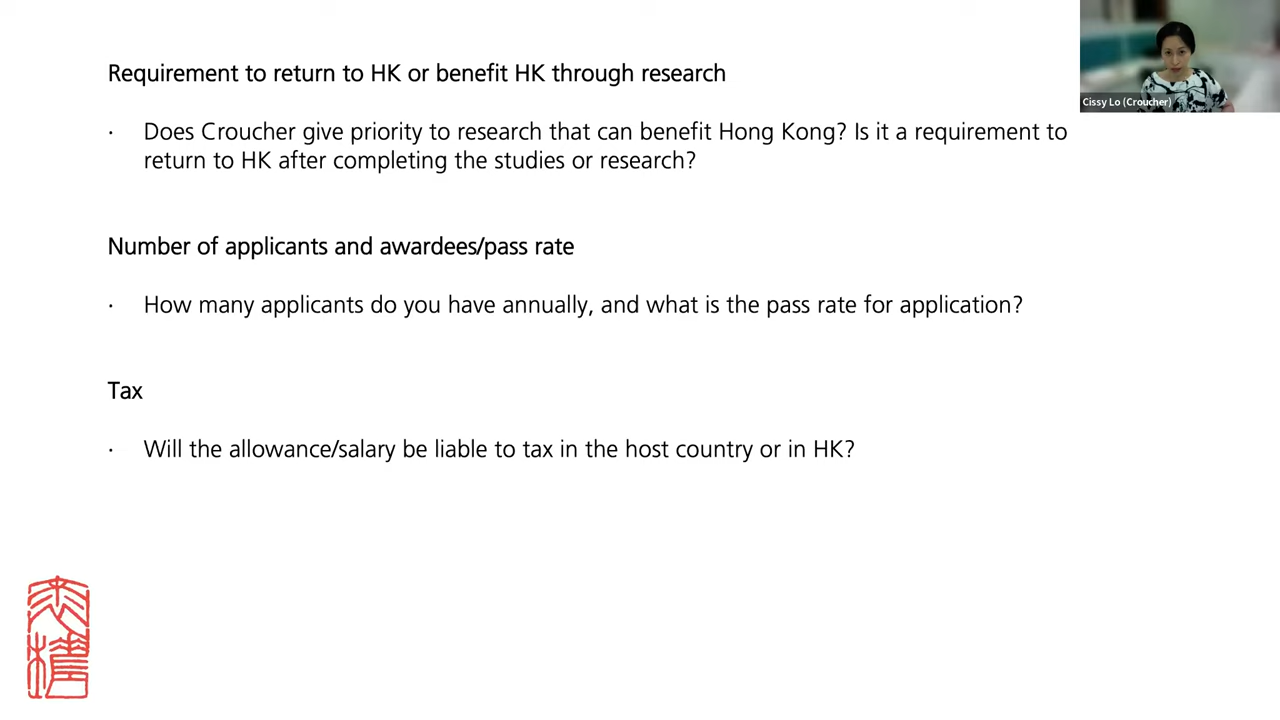 Requirement to return to HK or benefit HK through research
Cissy Lo (Croucher)
· Does Croucher give priority to research that can benefit Hong Kong? Is it a requirement to
return to HK after completing the studies or research?
Number of applicants and awardees/pass rate
· How many applicants do you have annually, and what is the pass rate for application?
Tax
· Will the allowance/salary be liable to tax in the host country or in HK?